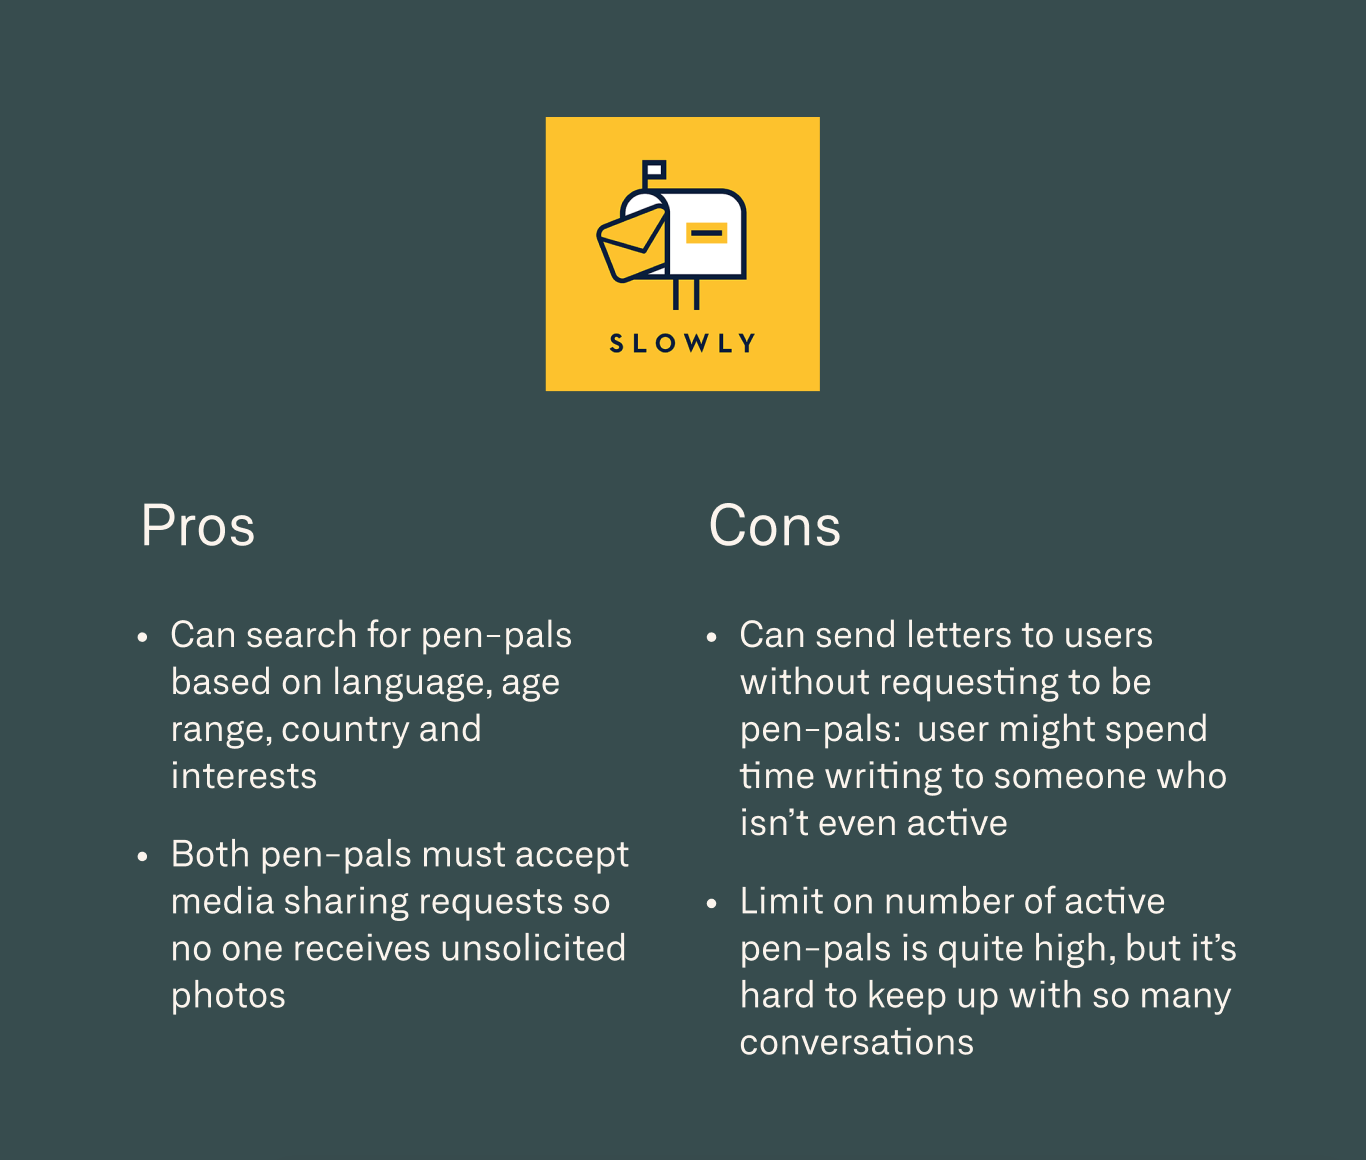 SLOWLY
Pros
• Can search for pen-pals
based on language, age
range, country and
interests
• Both pen-pals must accept
media sharing requests so
no one receives unsolicited
photos
Cons
• Can send letters to users
without requesting to be
pen-pals:  user might spend
time writing to someone who
isn’t even active
• Limit on number of active
pen-pals is quite high, but it’s
hard to keep up with so many
conversations